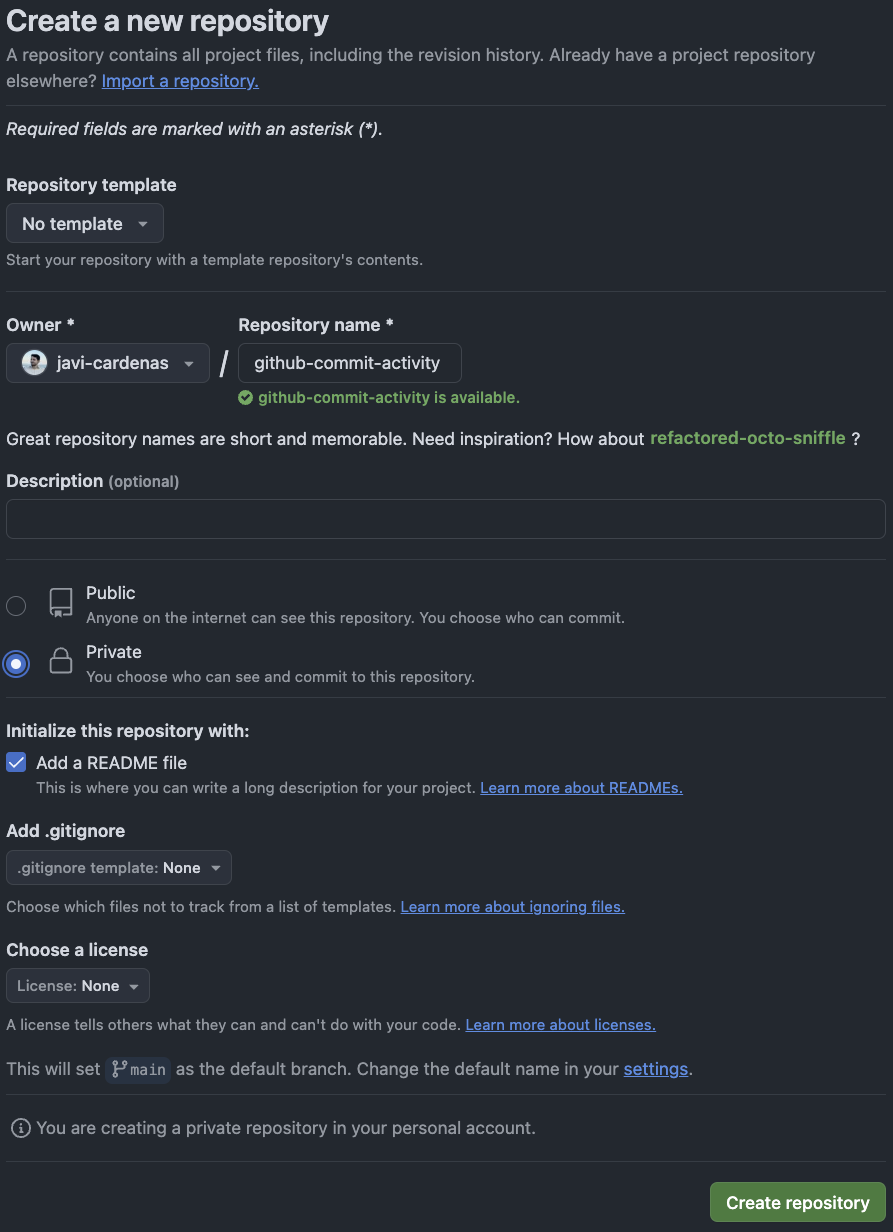 Create a new repository
A repository contains all project files, including the revision history. Already have a project repository
elsewhere? Import a repository.
Required fields are marked with an asterisk (*).
Repository template
No template
Start your repository with a template repository's contents.
Owner * Repository name *
javi-cardenas / github-commit-activity
github-commit-activity is available.
Great repository names are short and memorable. Need inspiration? How about refactored-octo-sniffle ?
Description (optional)
Public
Anyone on the internet can see this repository. You choose who can commit.
Private
You choose who can see and commit to this repository.
Initialize this repository with:
Add a README file
This is where you can write a long description for your project. Learn more about READMEs.
Add .gitignore
.gitignore template: None
Choose which files not to track from a list of templates. Learn more about ignoring files.
Choose a license
License: None
A license tells others what they can and can't do with your code. Learn more about licenses.
This will set main as the default branch. Change the default name in your settings.
You are creating a private repository in your personal account.
Create repository